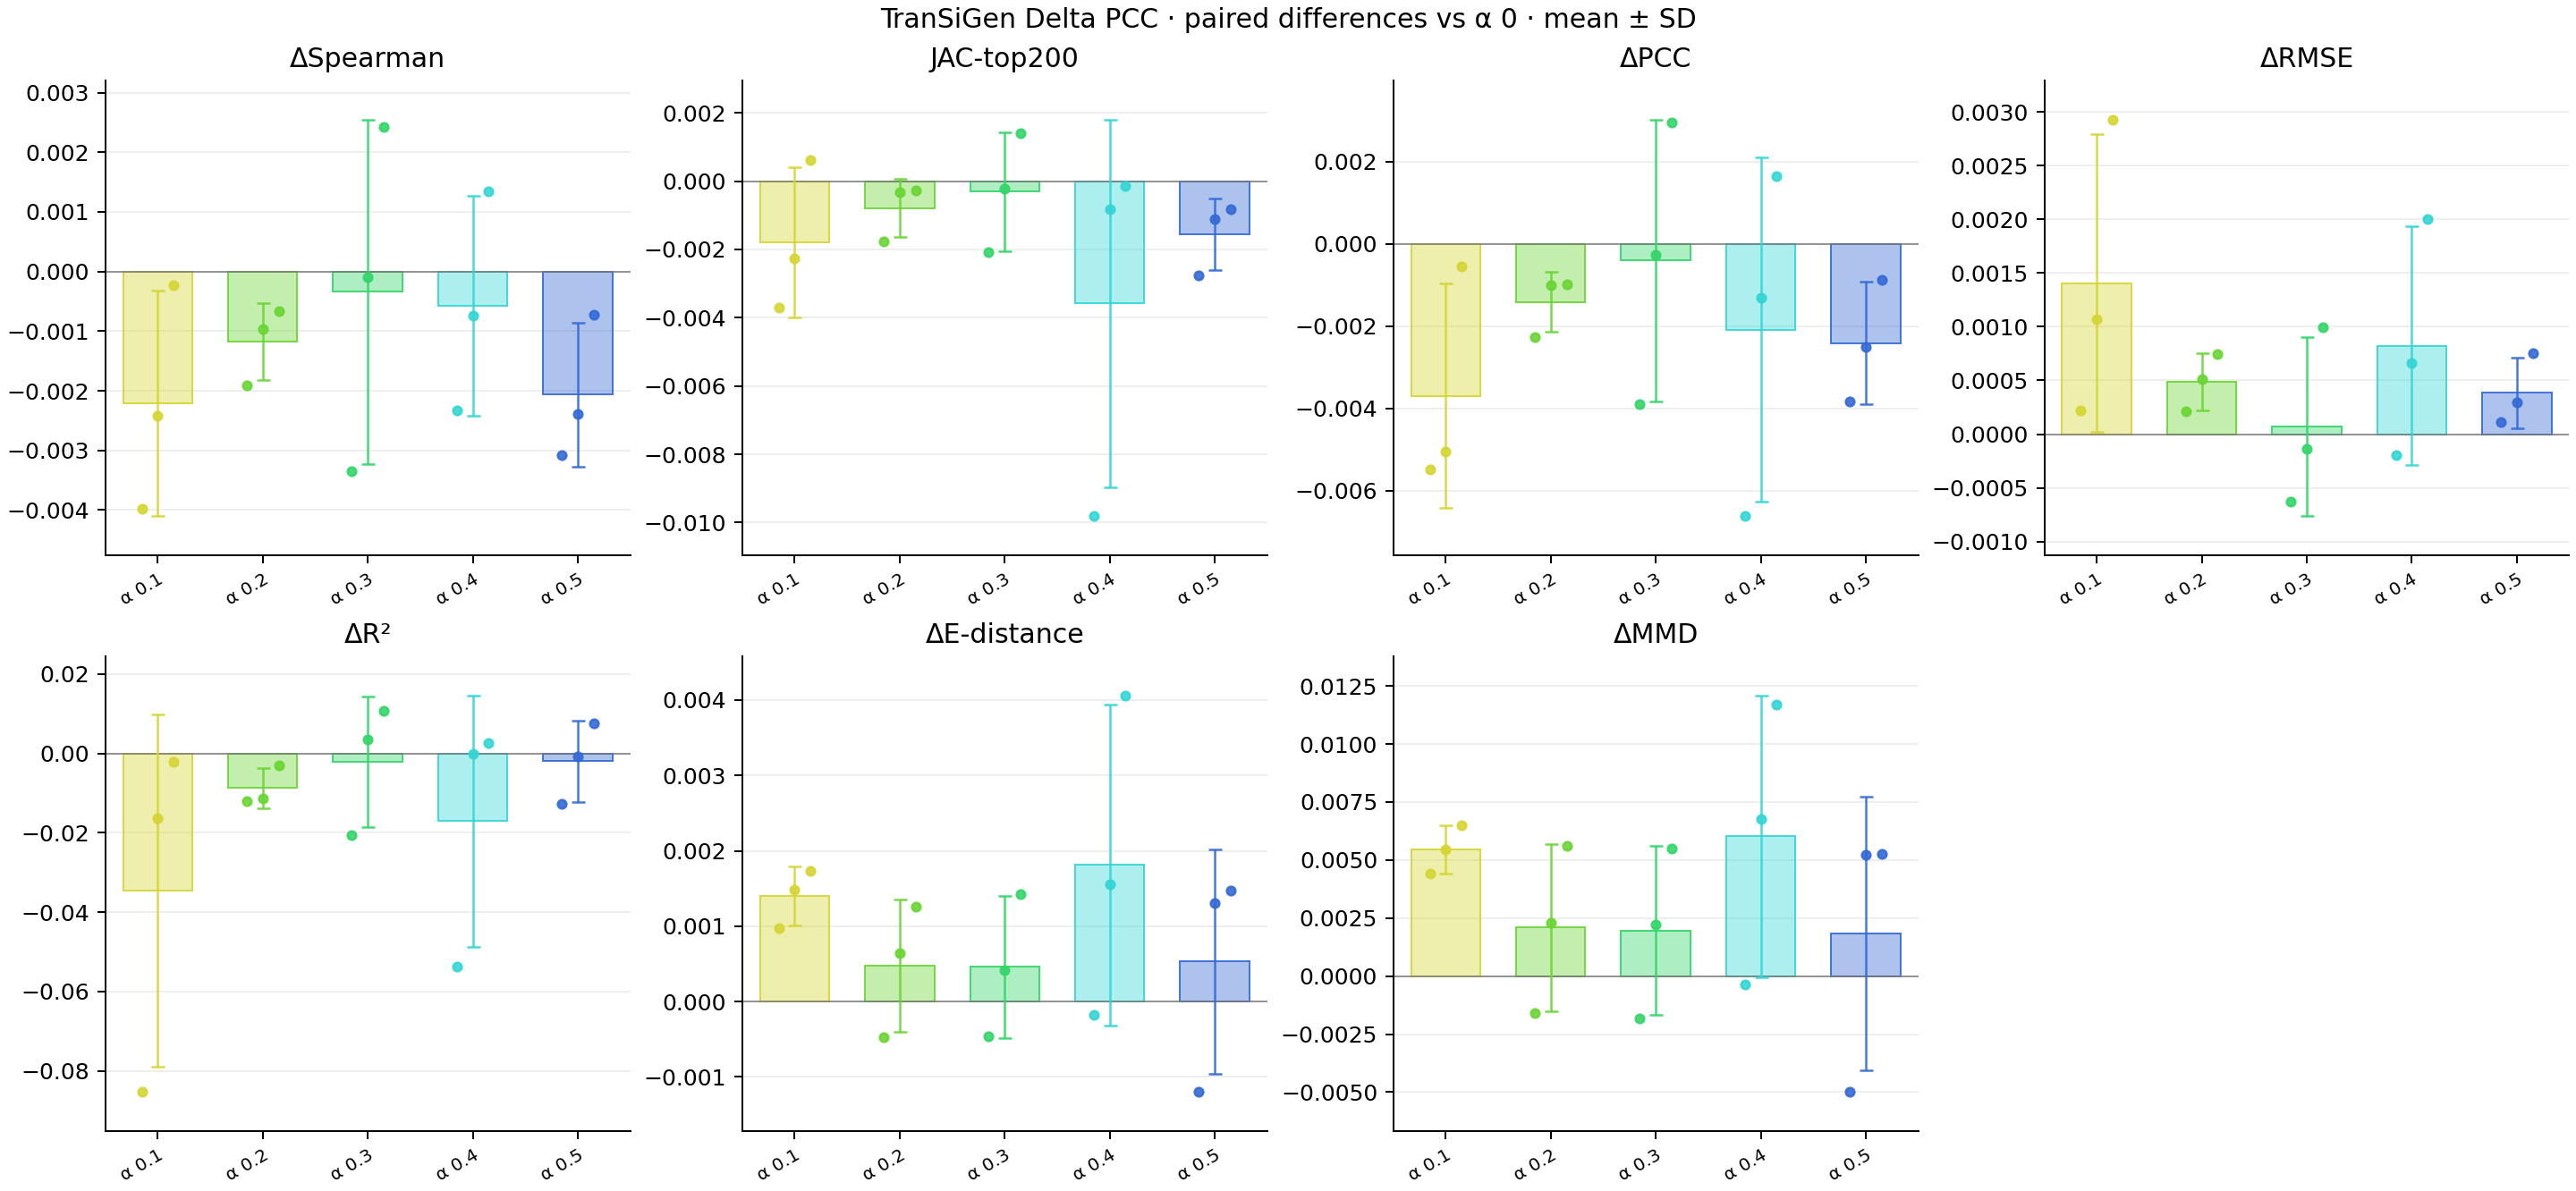 TranSiGen Delta PCC · paired differences vs α 0 · mean ± SD
ΔSpearman
0.003
0.002
0.001
0.000
−0.001
−0.002
−0.003
−0.004
α 0.1
α 0.2
α 0.3
α 0.4
α 0.5
JAC-top200
0.002
0.000
−0.002
−0.004
−0.006
−0.008
−0.010
α 0.1
α 0.2
α 0.3
α 0.4
α 0.5
ΔPCC
0.002
0.000
−0.002
−0.004
−0.006
α 0.1
α 0.2
α 0.3
α 0.4
α 0.5
ΔRMSE
0.0030
0.0025
0.0020
0.0015
0.0010
0.0005
0.0000
−0.0005
−0.0010
α 0.1
α 0.2
α 0.3
α 0.4
α 0.5
ΔR²
0.02
0.00
−0.02
−0.04
−0.06
−0.08
α 0.1
α 0.2
α 0.3
α 0.4
α 0.5
ΔE-distance
0.004
0.003
0.002
0.001
0.000
−0.001
α 0.1
α 0.2
α 0.3
α 0.4
α 0.5
ΔMMD
0.0125
0.0100
0.0075
0.0050
0.0025
0.0000
−0.0025
−0.0050
α 0.1
α 0.2
α 0.3
α 0.4
α 0.5